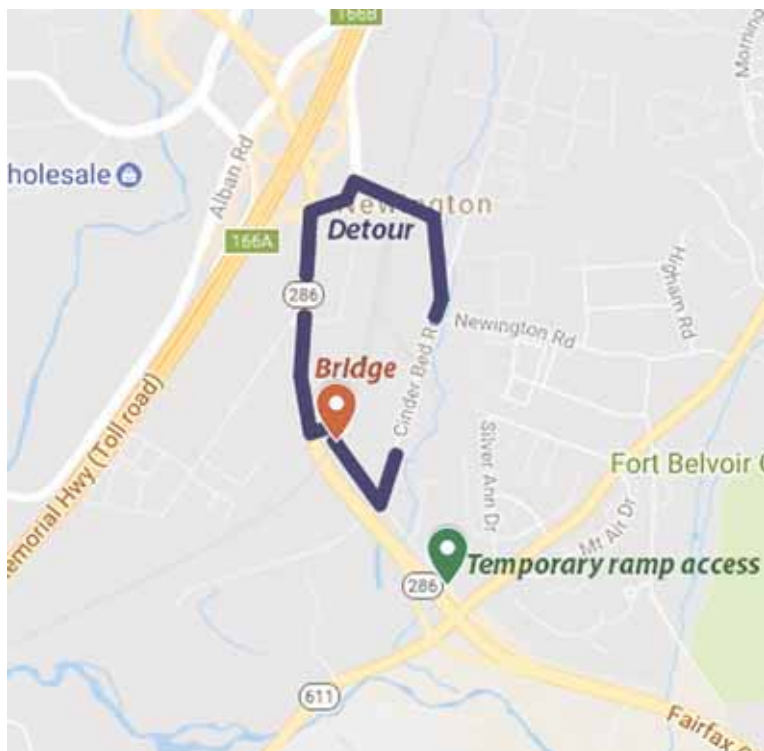 166B
Morning
Alban Rd
holesale
Newington
Detour
166A
286
Higham Rd
Newington Rd
Bridge
Cinder Bed R
Silver Ann Dr
Fort Belvoir
emorial Hwy (Toll road)
Mt Air Dr
Temporary ramp access
286
611
Fairfax